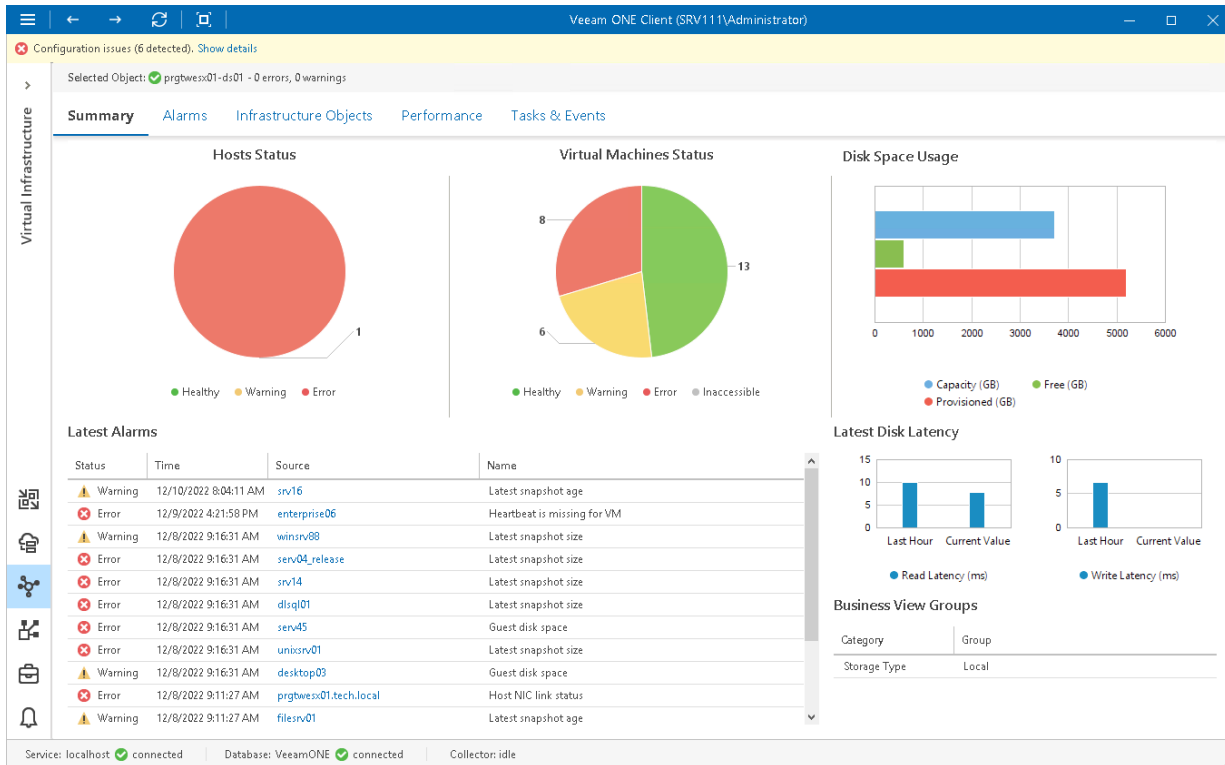 Veeam ONE Client (SRV111\Administrator)
Configuration issues (6 detected). Show details
Selected Object: prgtwesx01-ds01 - 0 errors, 0 warnings
Virtual Infrastructure
Summary Alarms Infrastructure Objects Performance Tasks & Events
Hosts Status
1
Healthy Warning Error
Virtual Machines Status
8
13
6
Healthy Warning Error Inaccessible
Disk Space Usage
0 1000 2000 3000 4000 5000 6000
Capacity (GB) Free (GB)
Provisioned (GB)
Latest Alarms
Status Time Source Name
Warning 12/10/2022 8:04:11 AM srv16 Latest snapshot age
Error 12/9/2022 4:21:58 PM enterprise06 Heartbeat is missing for VM
Warning 12/8/2022 9:16:31 AM winsrv88 Latest snapshot size
Error 12/8/2022 9:16:31 AM serv04_release Latest snapshot size
Error 12/8/2022 9:16:31 AM srv14 Latest snapshot size
Error 12/8/2022 9:16:31 AM dlsql01 Latest snapshot size
Error 12/8/2022 9:16:31 AM serv45 Guest disk space
Error 12/8/2022 9:16:31 AM unixsrv01 Latest snapshot size
Warning 12/8/2022 9:16:31 AM desktop03 Guest disk space
Error 12/8/2022 9:11:27 AM prgtwesx01.tech.local Host NIC link status
Warning 12/8/2022 9:11:27 AM filesrv01 Latest snapshot age
Latest Disk Latency
15
10
5
0
Last Hour Current Value
Read Latency (ms)
10
5
0
Last Hour Current Value
Write Latency (ms)
Business View Groups
Category Group
Storage Type Local
Service: localhost connected Database: VeeamONE connected Collector: idle